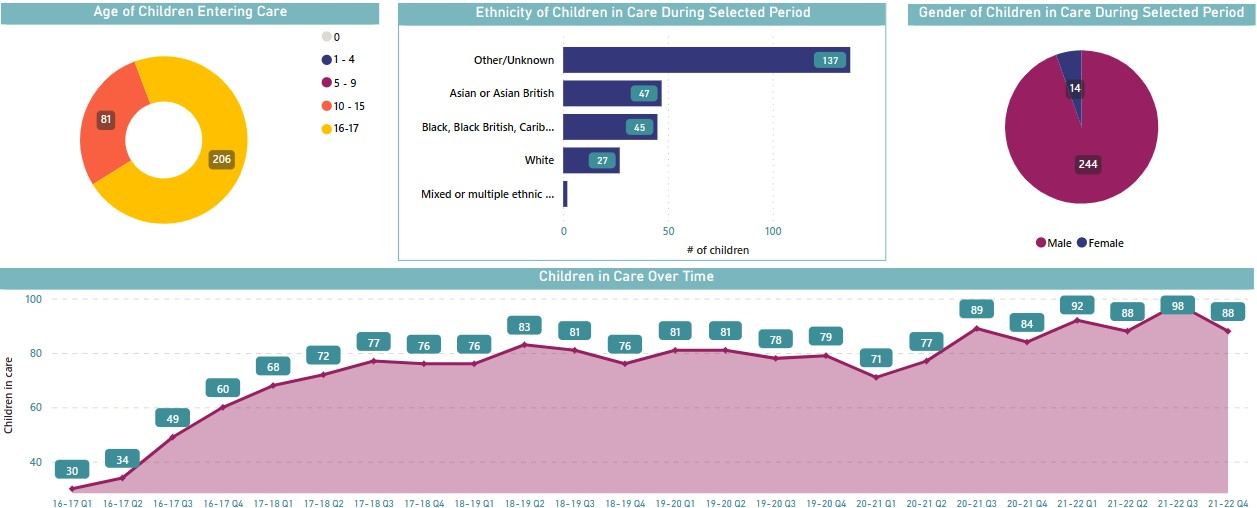 Age of Children Entering Care
0
1 - 4
5 - 9
10 - 15
16-17
81
206
Ethnicity of Children in Care During Selected Period
Other/Unknown 137
Asian or Asian British 47
Black, Black British, Carib... 45
White 27
Mixed or multiple ethnic ...
0 50 100
# of children
Gender of Children in Care During Selected Period
14
244
Male Female
Children in Care Over Time
Children in care
100
80
60
40
30 34 49 60 68 72 77 76 76 83 81 76 81 81 78 79 71 77 89 84 92 88 98 88
16-17 Q1 16-17 Q2 16-17 Q3 16-17 Q4 17-18 Q1 17-18 Q2 17-18 Q3 17-18 Q4 18-19 Q1 18-19 Q2 18-19 Q3 18-19 Q4 19-20 Q1 19-20 Q2 19-20 Q3 19-20 Q4 20-21 Q1 20-21 Q2 20-21 Q3 20-21 Q4 21-22 Q1 21-22 Q2 21-22 Q3 21-22 Q4